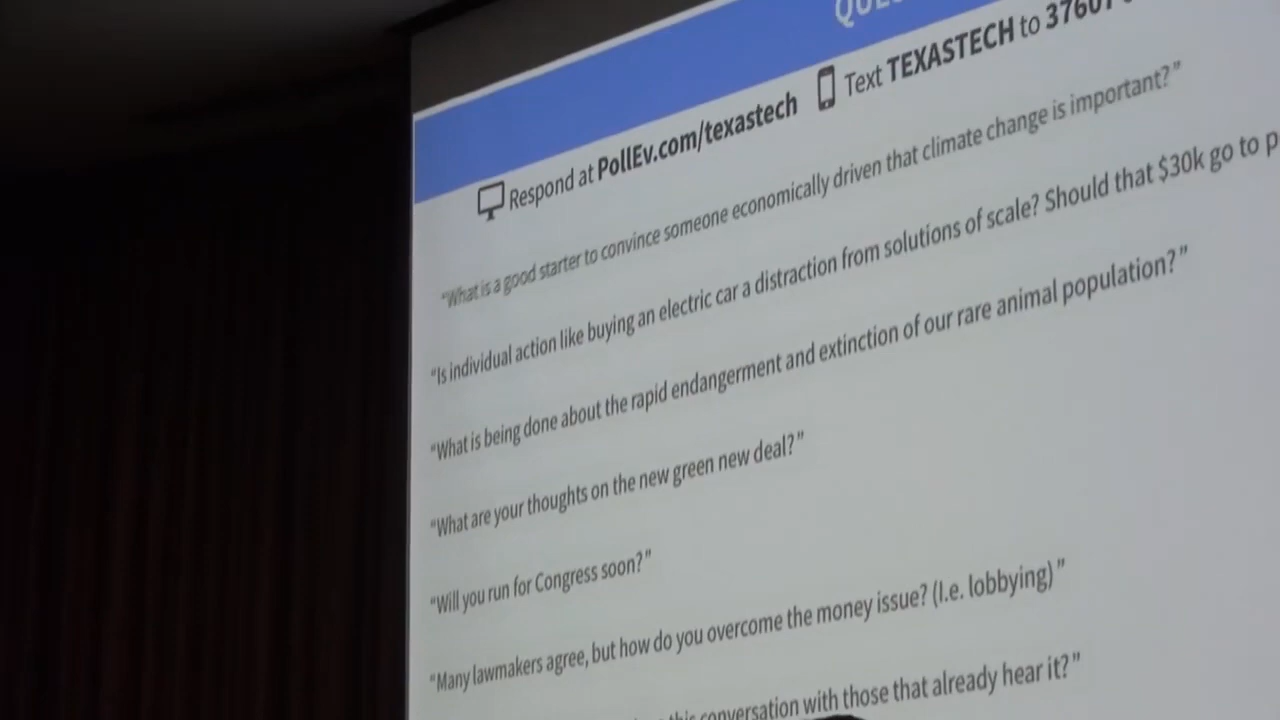 Respond at PollEv.com/texastech Text TEXASTECH to 37607
“What is a good starter to convince someone economically driven that climate change is important?”
“Is individual action like buying an electric car a distraction from solutions of scale? Should that $30k go to p
“What is being done about the rapid endangerment and extinction of our rare animal population?”
“What are your thoughts on the new green new deal?”
“Will you run for Congress soon?”
“Many lawmakers agree, but how do you overcome the money issue? (I.e. lobbying)”
this conversation with those that already hear it?”